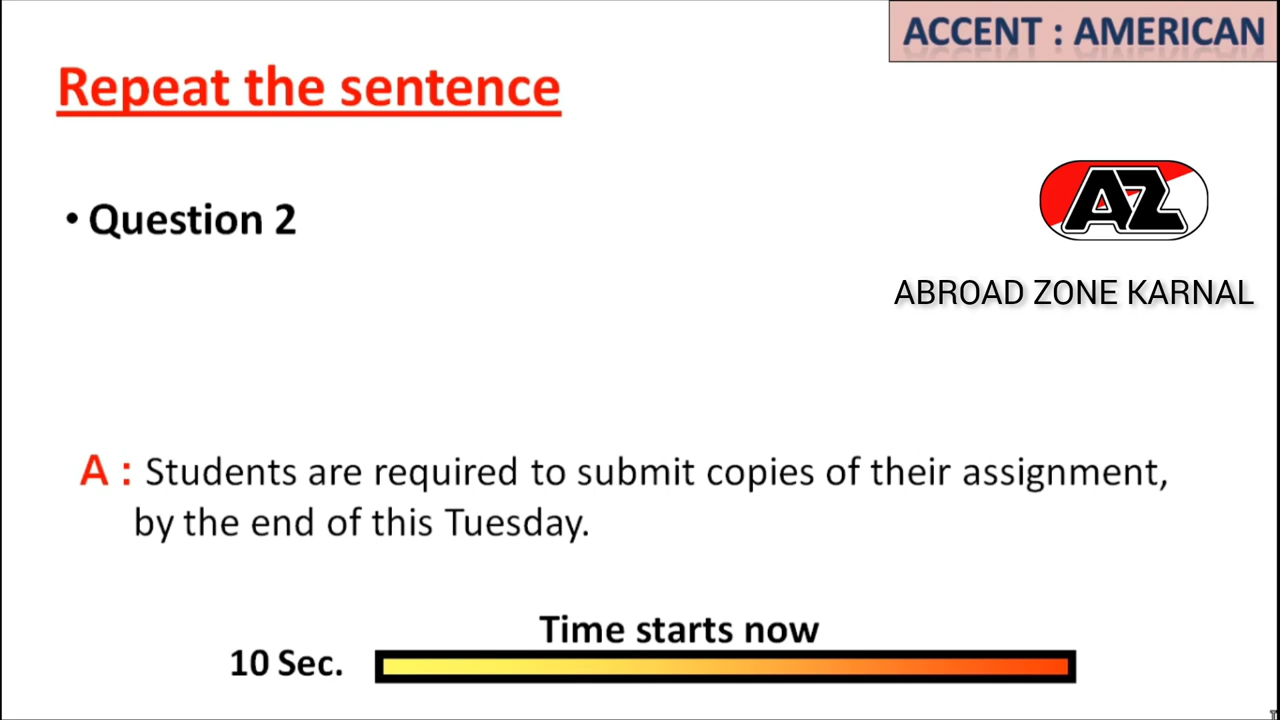 ACCENT : AMERICAN
Repeat the sentence
• Question 2
AZ
ABROAD ZONE KARNAL
A : Students are required to submit copies of their assignment,
by the end of this Tuesday.
Time starts now
10 Sec.